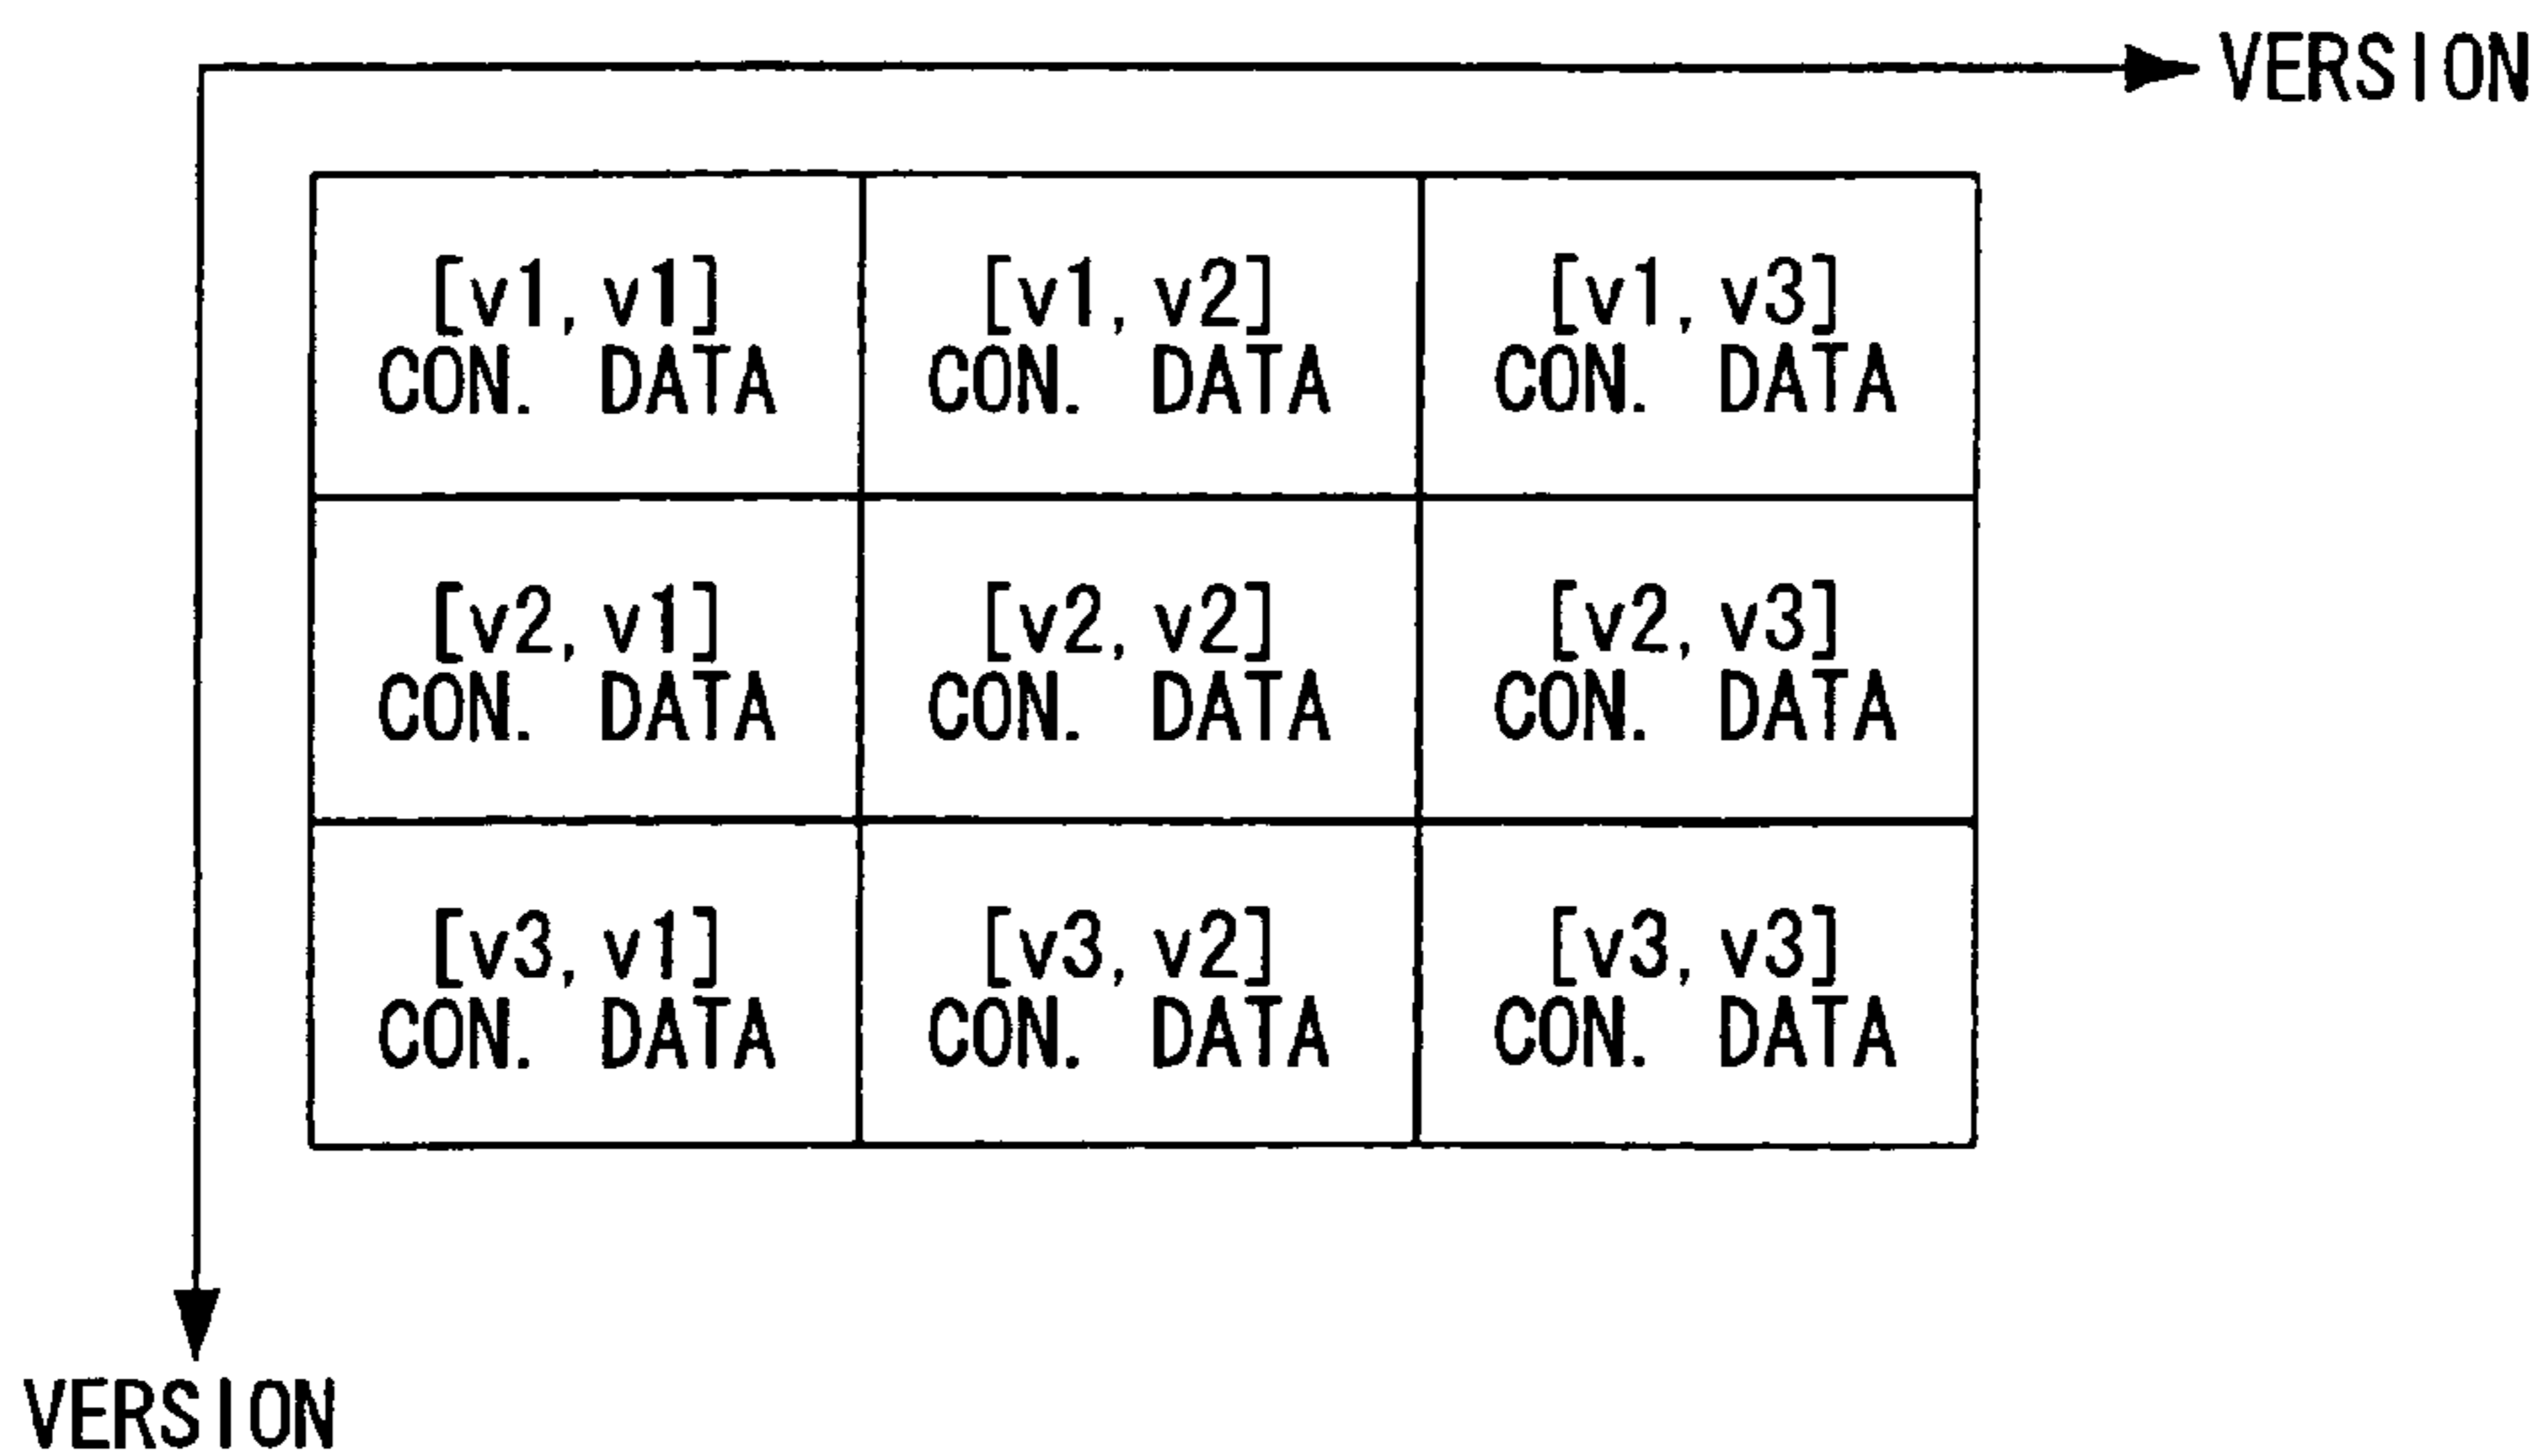 VERSION
[v1, v1] [v1, v2] [v1, v3]
CON. DATA CON. DATA CON. DATA
[v2, v1] [v2, v2] [v2, v3]
CON. DATA CON. DATA CON. DATA
[v3, v1] [v3, v2] [v3, v3]
CON. DATA CON. DATA CON. DATA
VERSION